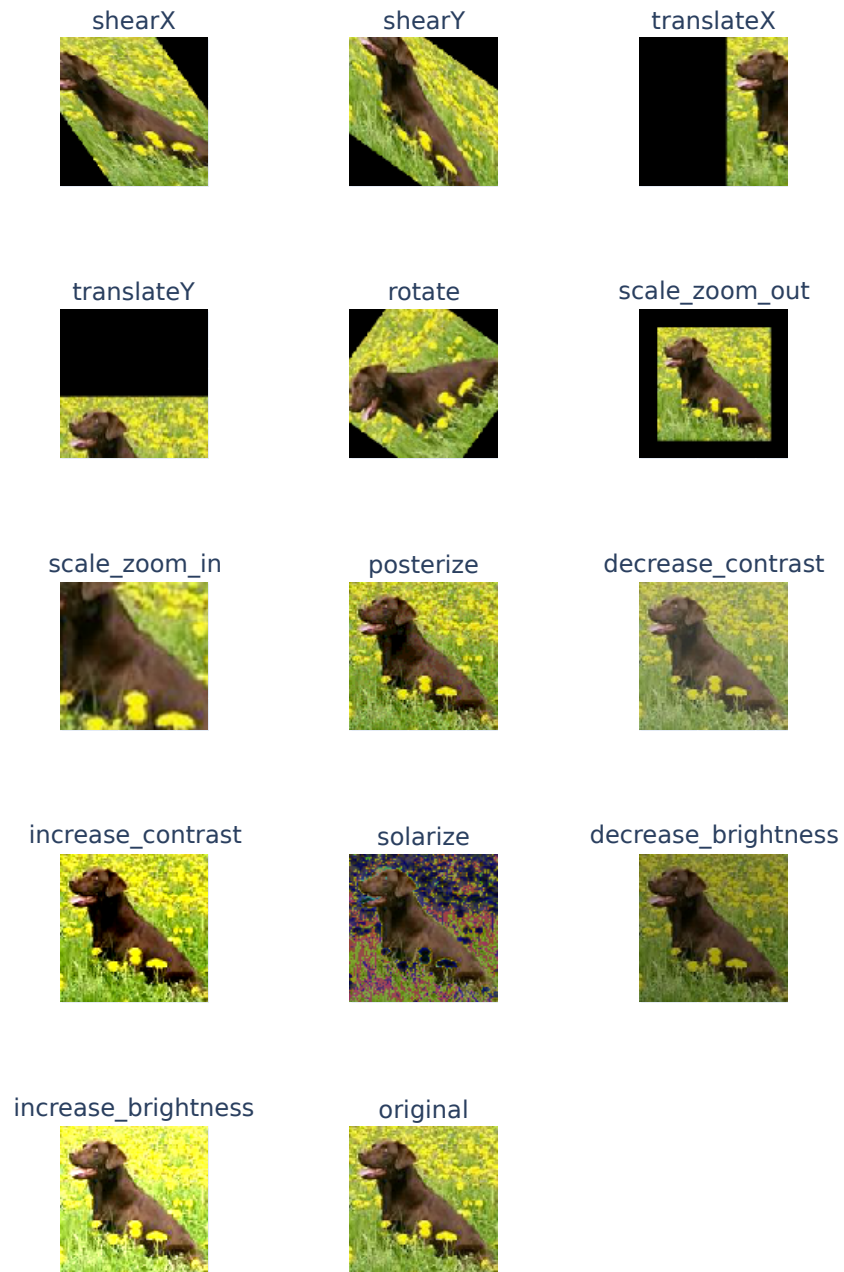 shearX
shearY
translateX
translateY
rotate
scale_zoom_out
scale_zoom_in
posterize
decrease_contrast
increase_contrast
solarize
decrease_brightness
increase_brightness
original